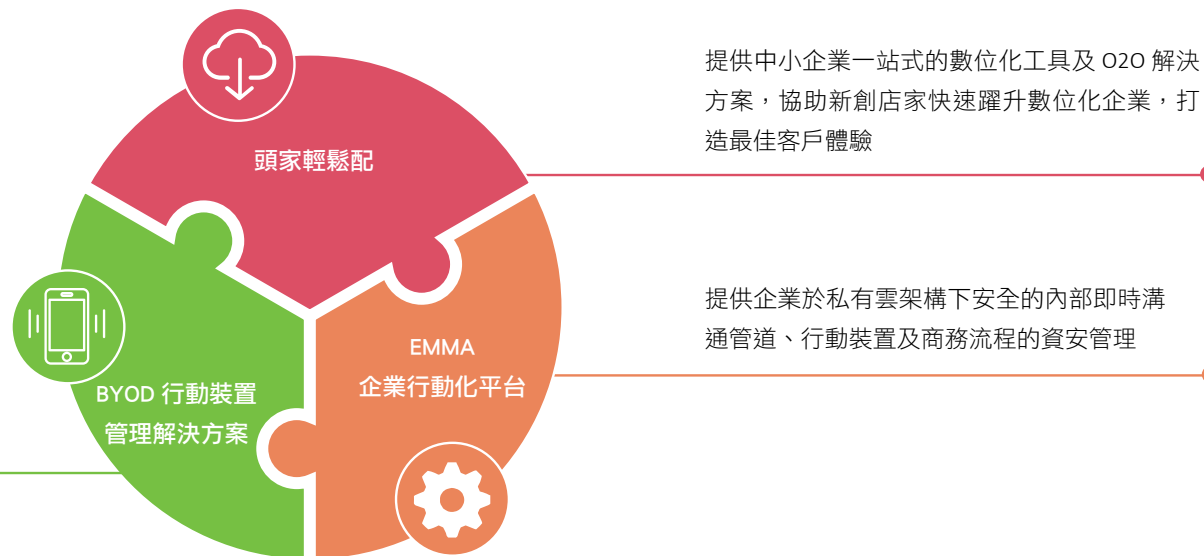 提供中小企業一站式的數位化工具及 O2O 解決
方案，協助新創店家快速躍升數位化企業，打
造最佳客戶體驗
頭家輕鬆配
提供企業於私有雲架構下安全的內部即時溝
通管道、行動裝置及商務流程的資安管理
EMMA
企業行動化平台
BYOD 行動裝置
管理解決方案